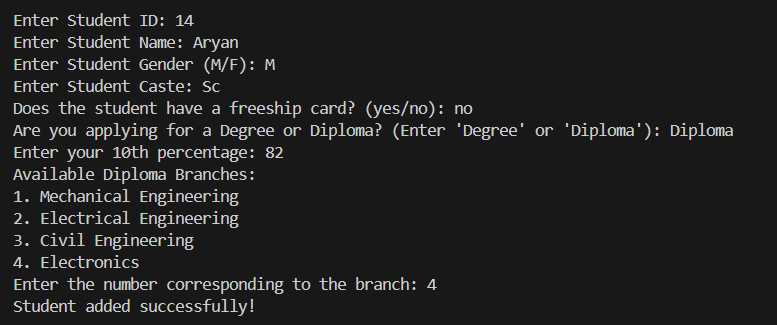 Enter Student ID: 14
Enter Student Name: Aryan
Enter Student Gender (M/F): M
Enter Student Caste: Sc
Does the student have a freeship card? (yes/no): no
Are you applying for a Degree or Diploma? (Enter 'Degree' or 'Diploma'): Diploma
Enter your 10th percentage: 82
Available Diploma Branches:
1. Mechanical Engineering
2. Electrical Engineering
3. Civil Engineering
4. Electronics
Enter the number corresponding to the branch: 4
Student added successfully!